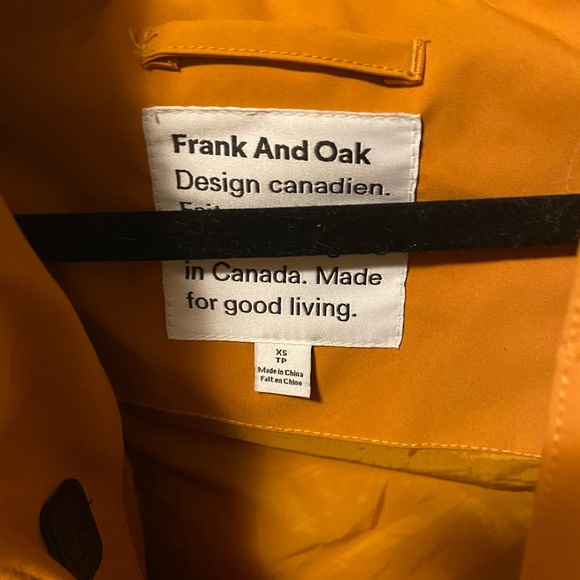 Frank And Oak
Design canadien.
Fait
in Canada. Made
for good living.
XS
TP
Made in China
Fait en Chine